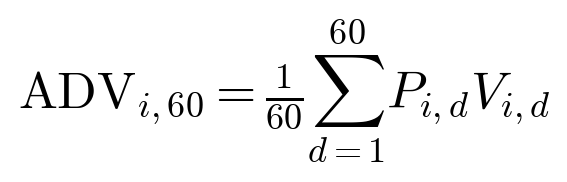 ADV_{i,60} = \frac{1}{60} \sum_{d=1}^{60} P_{i,d} V_{i,d}